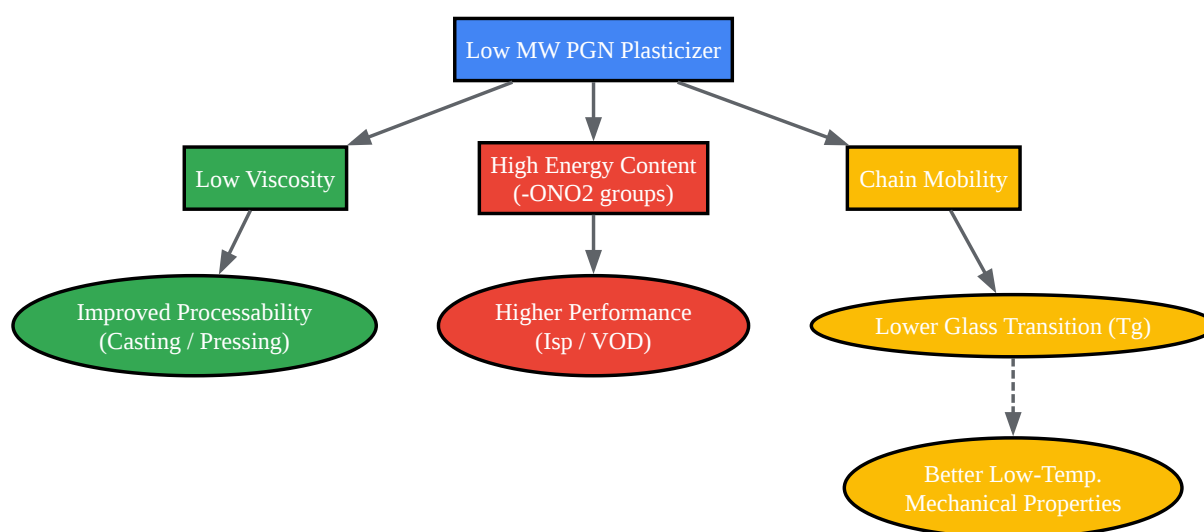 Low MW PGN Plasticizer
Low Viscosity
High Energy Content
(-ONO2 groups)
Chain Mobility
Improved Processability
(Casting / Pressing)
Higher Performance
(Isp / VOD)
Lower Glass Transition (Tg)
Better Low-Temp.
Mechanical Properties